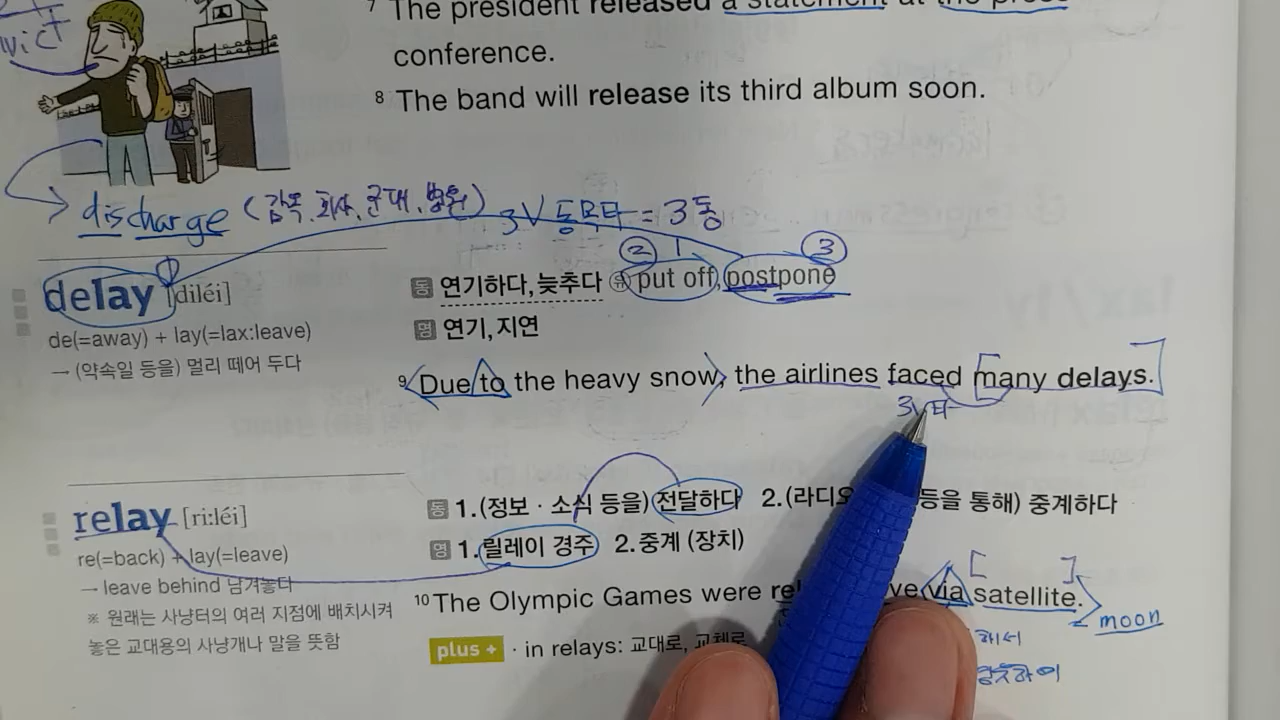 7 The president released a statement at the press
conference.
8 The band will release its third album soon.
discharge (감옥, 회사, 군대, 병원)
3V 동목타 = 3동
② 1 ③
delay [diléi]
동 연기하다, 늦추다 유 put off, postpone
de(=away) + lay(=lax:leave)
명 연기, 지연
→ (약속일 등을) 멀리 떼어 두다
9 Due to the heavy snow, the airlines faced many delays.
3V타
relay [ri:léi]
동 1. (정보 · 소식 등을) 전달하다 2. (라디오 등을 통해) 중계하다
re(=back) + lay(=leave)
명 1. 릴레이 경주 2. 중계 (장치)
→ leave behind 남겨놓다
10 The Olympic Games were via satellite.
moon
※ 원래는 사냥터의 여러 지점에 배치시켜
놓은 교대용의 사냥개나 말을 뜻함
plus + · in relays: 교대로, 교체로